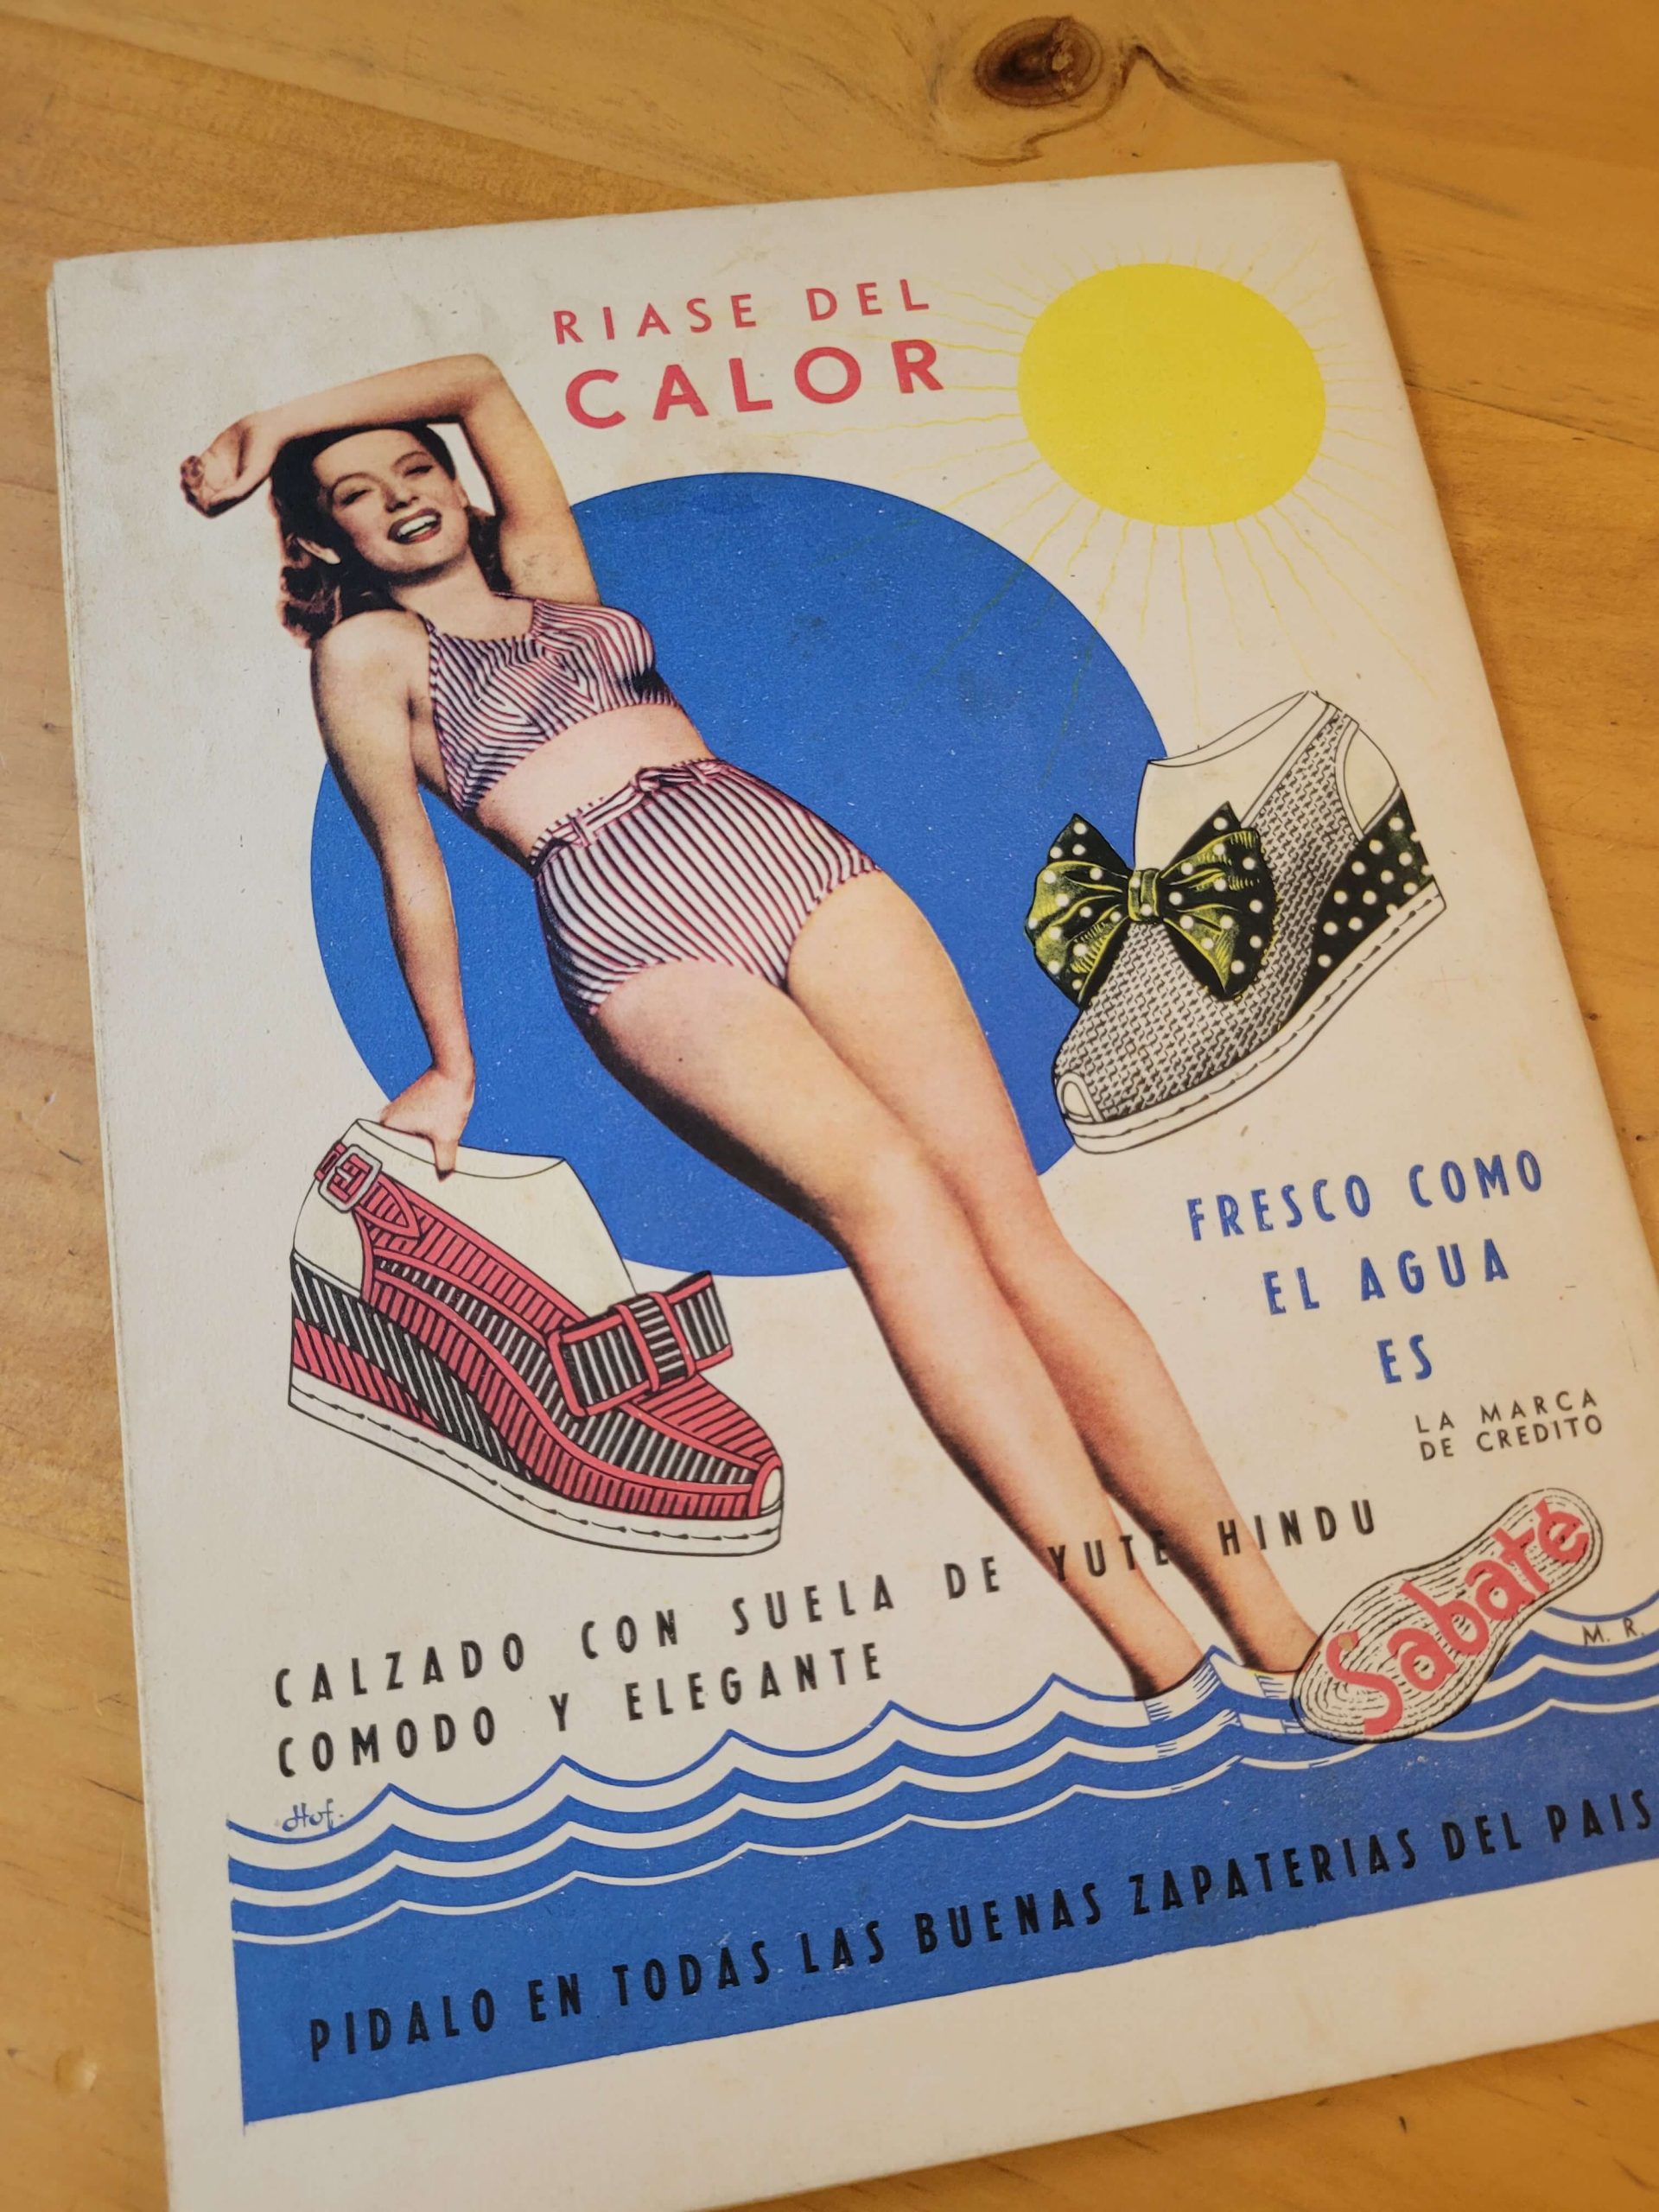 RIASE DEL
CALOR
FRESCO COMO
EL AGUA
ES
LA MARCA
DE CREDITO
Sabaté
M. R.
CALZADO CON SUELA DE YUTE HINDU
COMODO Y ELEGANTE
Huf.
PIDALO EN TODAS LAS BUENAS ZAPATERIAS DEL PAIS